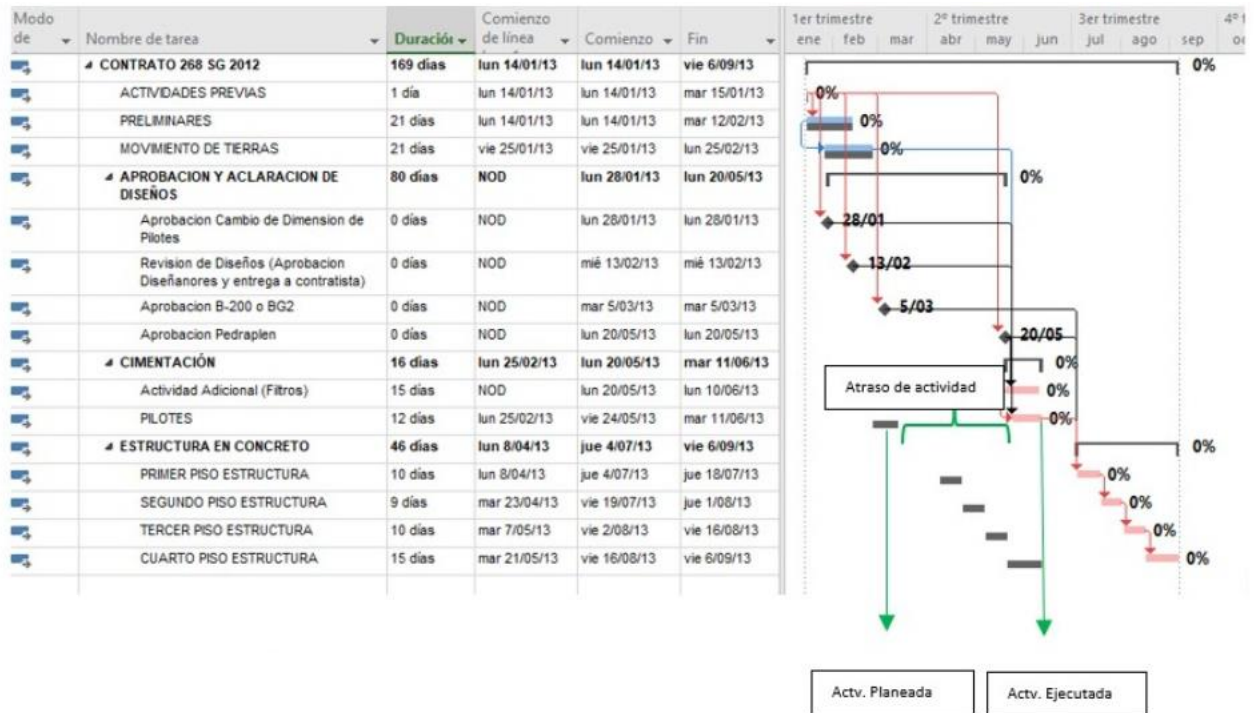 Modo de
Nombre de tarea
Duración
Comienzo de línea
Comienzo
Fin
1er trimestre 2º trimestre 3er trimestre 4º t
ene feb mar abr may jun jul ago sep oc
CONTRATO 268 SG 2012 169 días lun 14/01/13 lun 14/01/13 vie 6/09/13 0%
ACTIVIDADES PREVIAS 1 día lun 14/01/13 lun 14/01/13 mar 15/01/13 0%
PRELIMINARES 21 días lun 14/01/13 lun 14/01/13 mar 12/02/13 0%
MOVIMIENTO DE TIERRAS 21 días vie 25/01/13 vie 25/01/13 lun 25/02/13 0%
APROBACION Y ACLARACION DE 80 días NOD lun 28/01/13 lun 20/05/13 0%
DISEÑOS
Aprobacion Cambio de Dimension de 0 días NOD lun 28/01/13 lun 28/01/13 28/01
Pilotes
Revision de Diseños (Aprobacion 0 días NOD mié 13/02/13 mié 13/02/13 13/02
Diseñanores y entrega a contratista)
Aprobacion B-200 o BG2 0 días NOD mar 5/03/13 mar 5/03/13 5/03
Aprobacion Pedraplen 0 días NOD lun 20/05/13 lun 20/05/13 20/05
CIMENTACIÓN 16 días lun 25/02/13 lun 20/05/13 mar 11/06/13 0%
Actividad Adicional (Filtros) 15 días NOD lun 20/05/13 lun 10/06/13 Atraso de actividad 0%
PILOTES 12 días lun 25/02/13 vie 24/05/13 mar 11/06/13 0%
ESTRUCTURA EN CONCRETO 46 días lun 8/04/13 jue 4/07/13 vie 6/09/13 0%
PRIMER PISO ESTRUCTURA 10 días lun 8/04/13 jue 4/07/13 jue 18/07/13 0%
SEGUNDO PISO ESTRUCTURA 9 días mar 23/04/13 vie 19/07/13 jue 1/08/13 0%
TERCER PISO ESTRUCTURA 10 días mar 7/05/13 vie 2/08/13 vie 16/08/13 0%
CUARTO PISO ESTRUCTURA 15 días mar 21/05/13 vie 16/08/13 vie 6/09/13 0%
Actv. Planeada Actv. Ejecutada